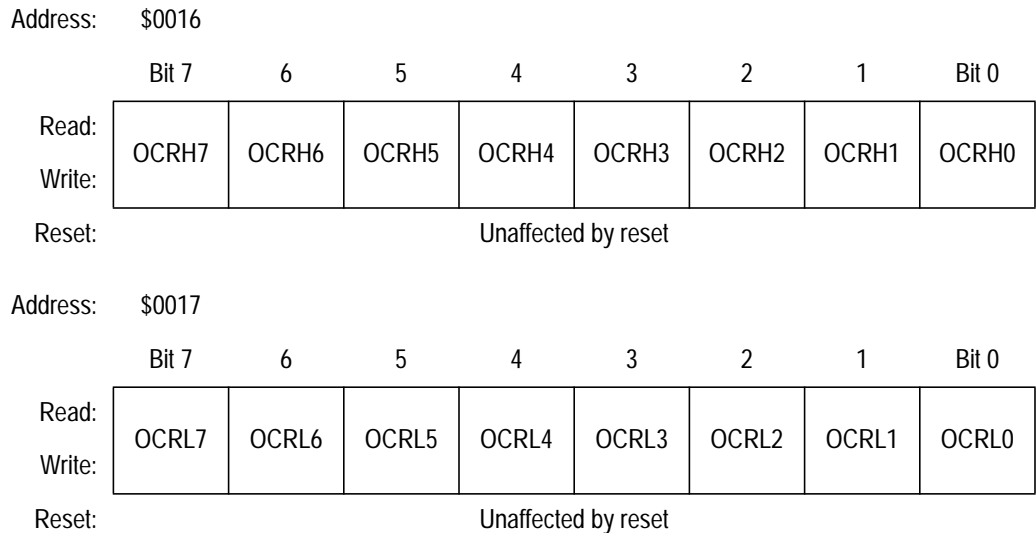 Address: $0016
Bit 7 6 5 4 3 2 1 Bit 0
Read:
OCRH7 OCRH6 OCRH5 OCRH4 OCRH3 OCRH2 OCRH1 OCRH0
Write:
Reset: Unaffected by reset
Address: $0017
Bit 7 6 5 4 3 2 1 Bit 0
Read:
OCRL7 OCRL6 OCRL5 OCRL4 OCRL3 OCRL2 OCRL1 OCRL0
Write:
Reset: Unaffected by reset